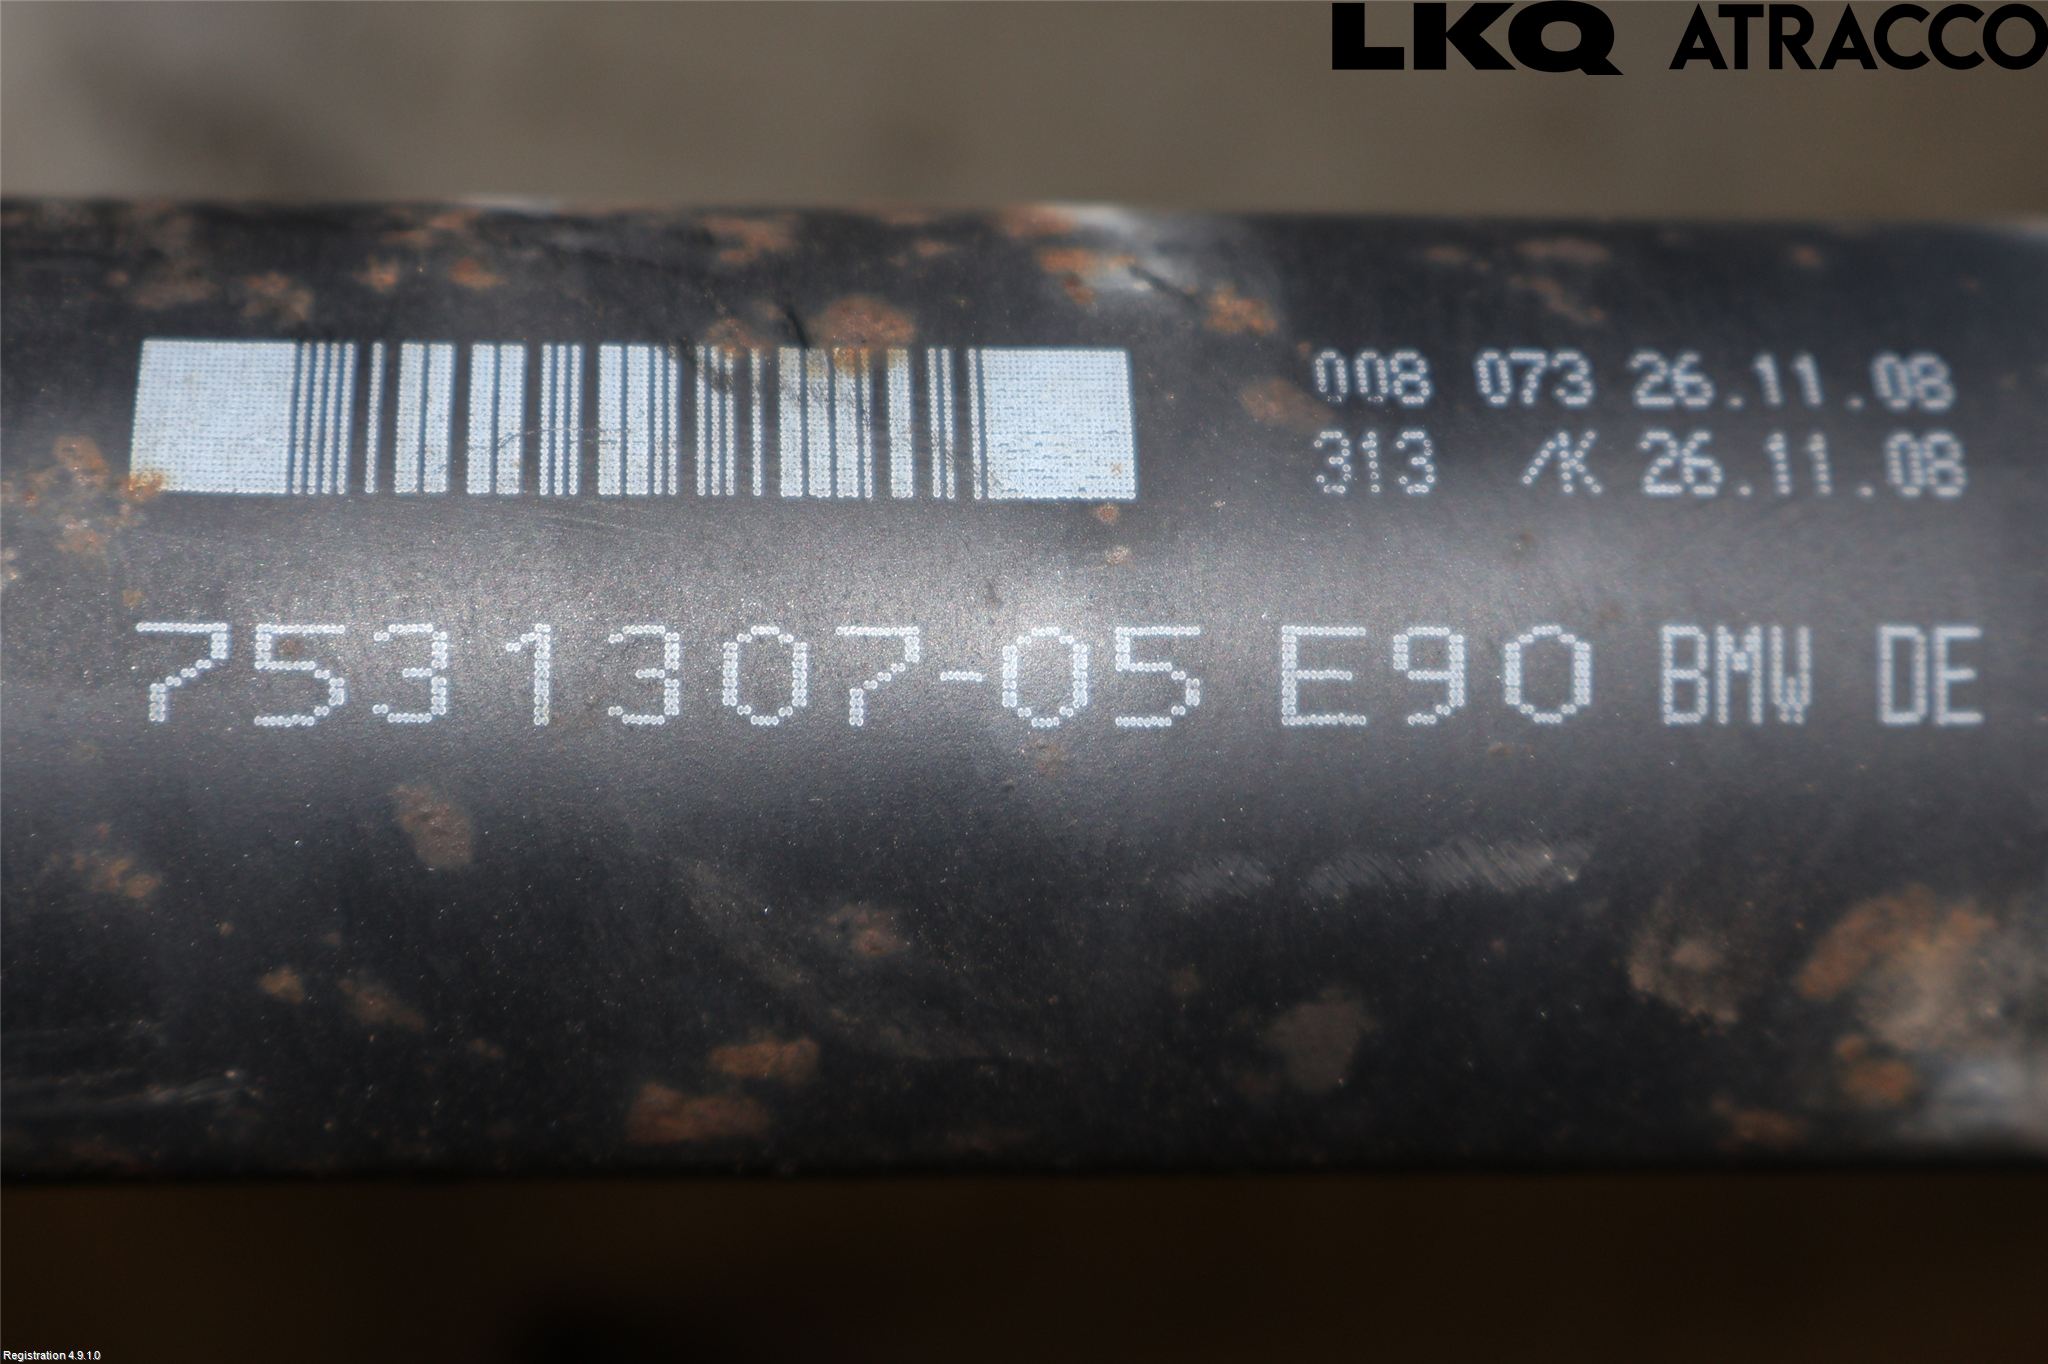 LKQ ATRACCO
008 073 26.11.08
313 /K 26.11.08
7531307-05 E90 BMW DE
Registration 4.9.1.0